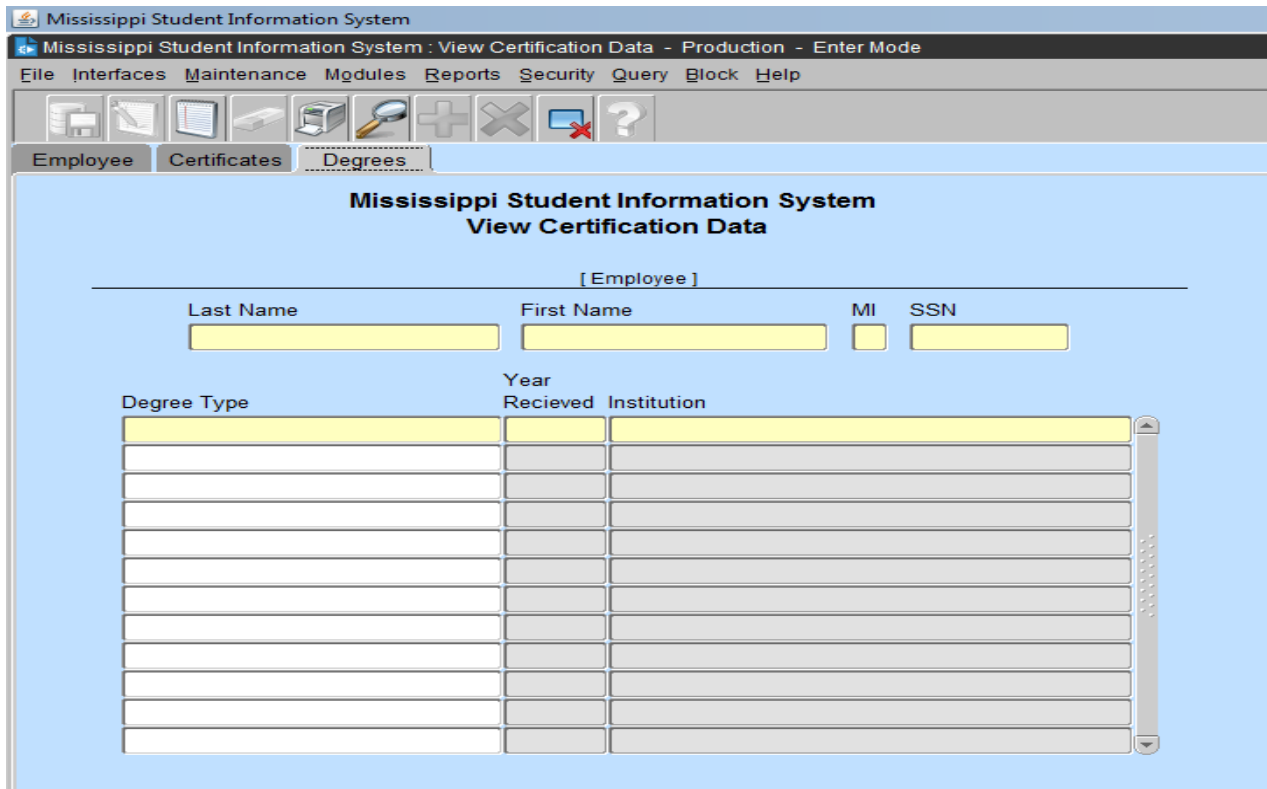 Mississippi Student Information System
Mississippi Student Information System : View Certification Data - Production - Enter Mode
File Interfaces Maintenance Modules Reports Security Query Block Help
Employee Certificates Degrees
Mississippi Student Information System
View Certification Data
[ Employee ]
Last Name First Name MI SSN
Year
Degree Type Recieved Institution